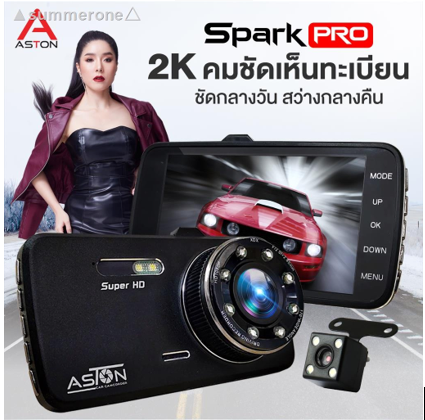 ▲summerone△
ASTON
Spark PRO
2K คมชัดเห็นทะเบียน
ชัดกลางวัน สว่างกลางคืน
MODE
UP
OK
DOWN
MENU
Super HD
ASTON